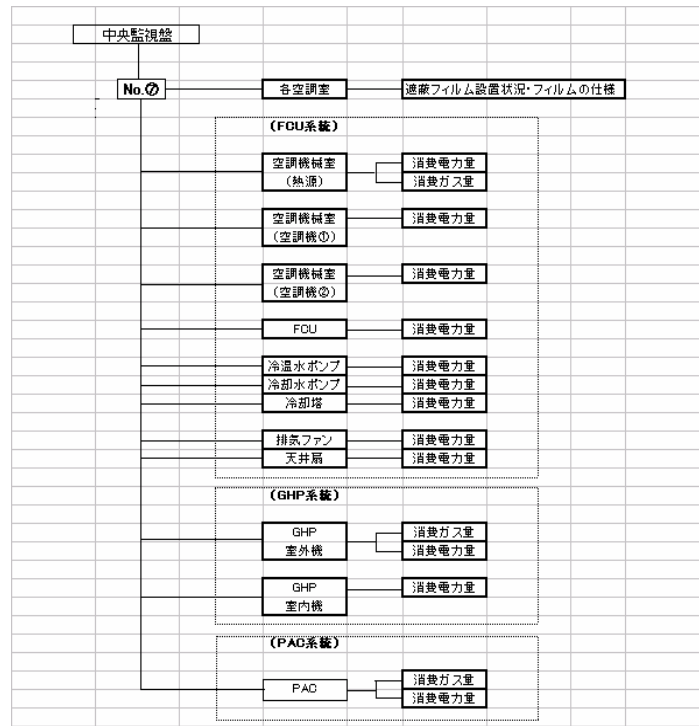 中央監視盤
No.⑦
各空調室
遮蔽フィルム設置状況・フィルムの仕様
(FCU系統)
空調機械室
(熱源)
消費電力量
消費ガス量
空調機械室
(空調機①)
消費電力量
空調機械室
(空調機②)
消費電力量
FCU
消費電力量
冷温水ポンプ
消費電力量
冷却水ポンプ
消費電力量
冷却塔
消費電力量
排気ファン
消費電力量
天井扇
消費電力量
(GHP系統)
GHP
室外機
消費ガス量
消費電力量
GHP
室内機
消費電力量
(PAC系統)
PAC
消費ガス量
消費電力量